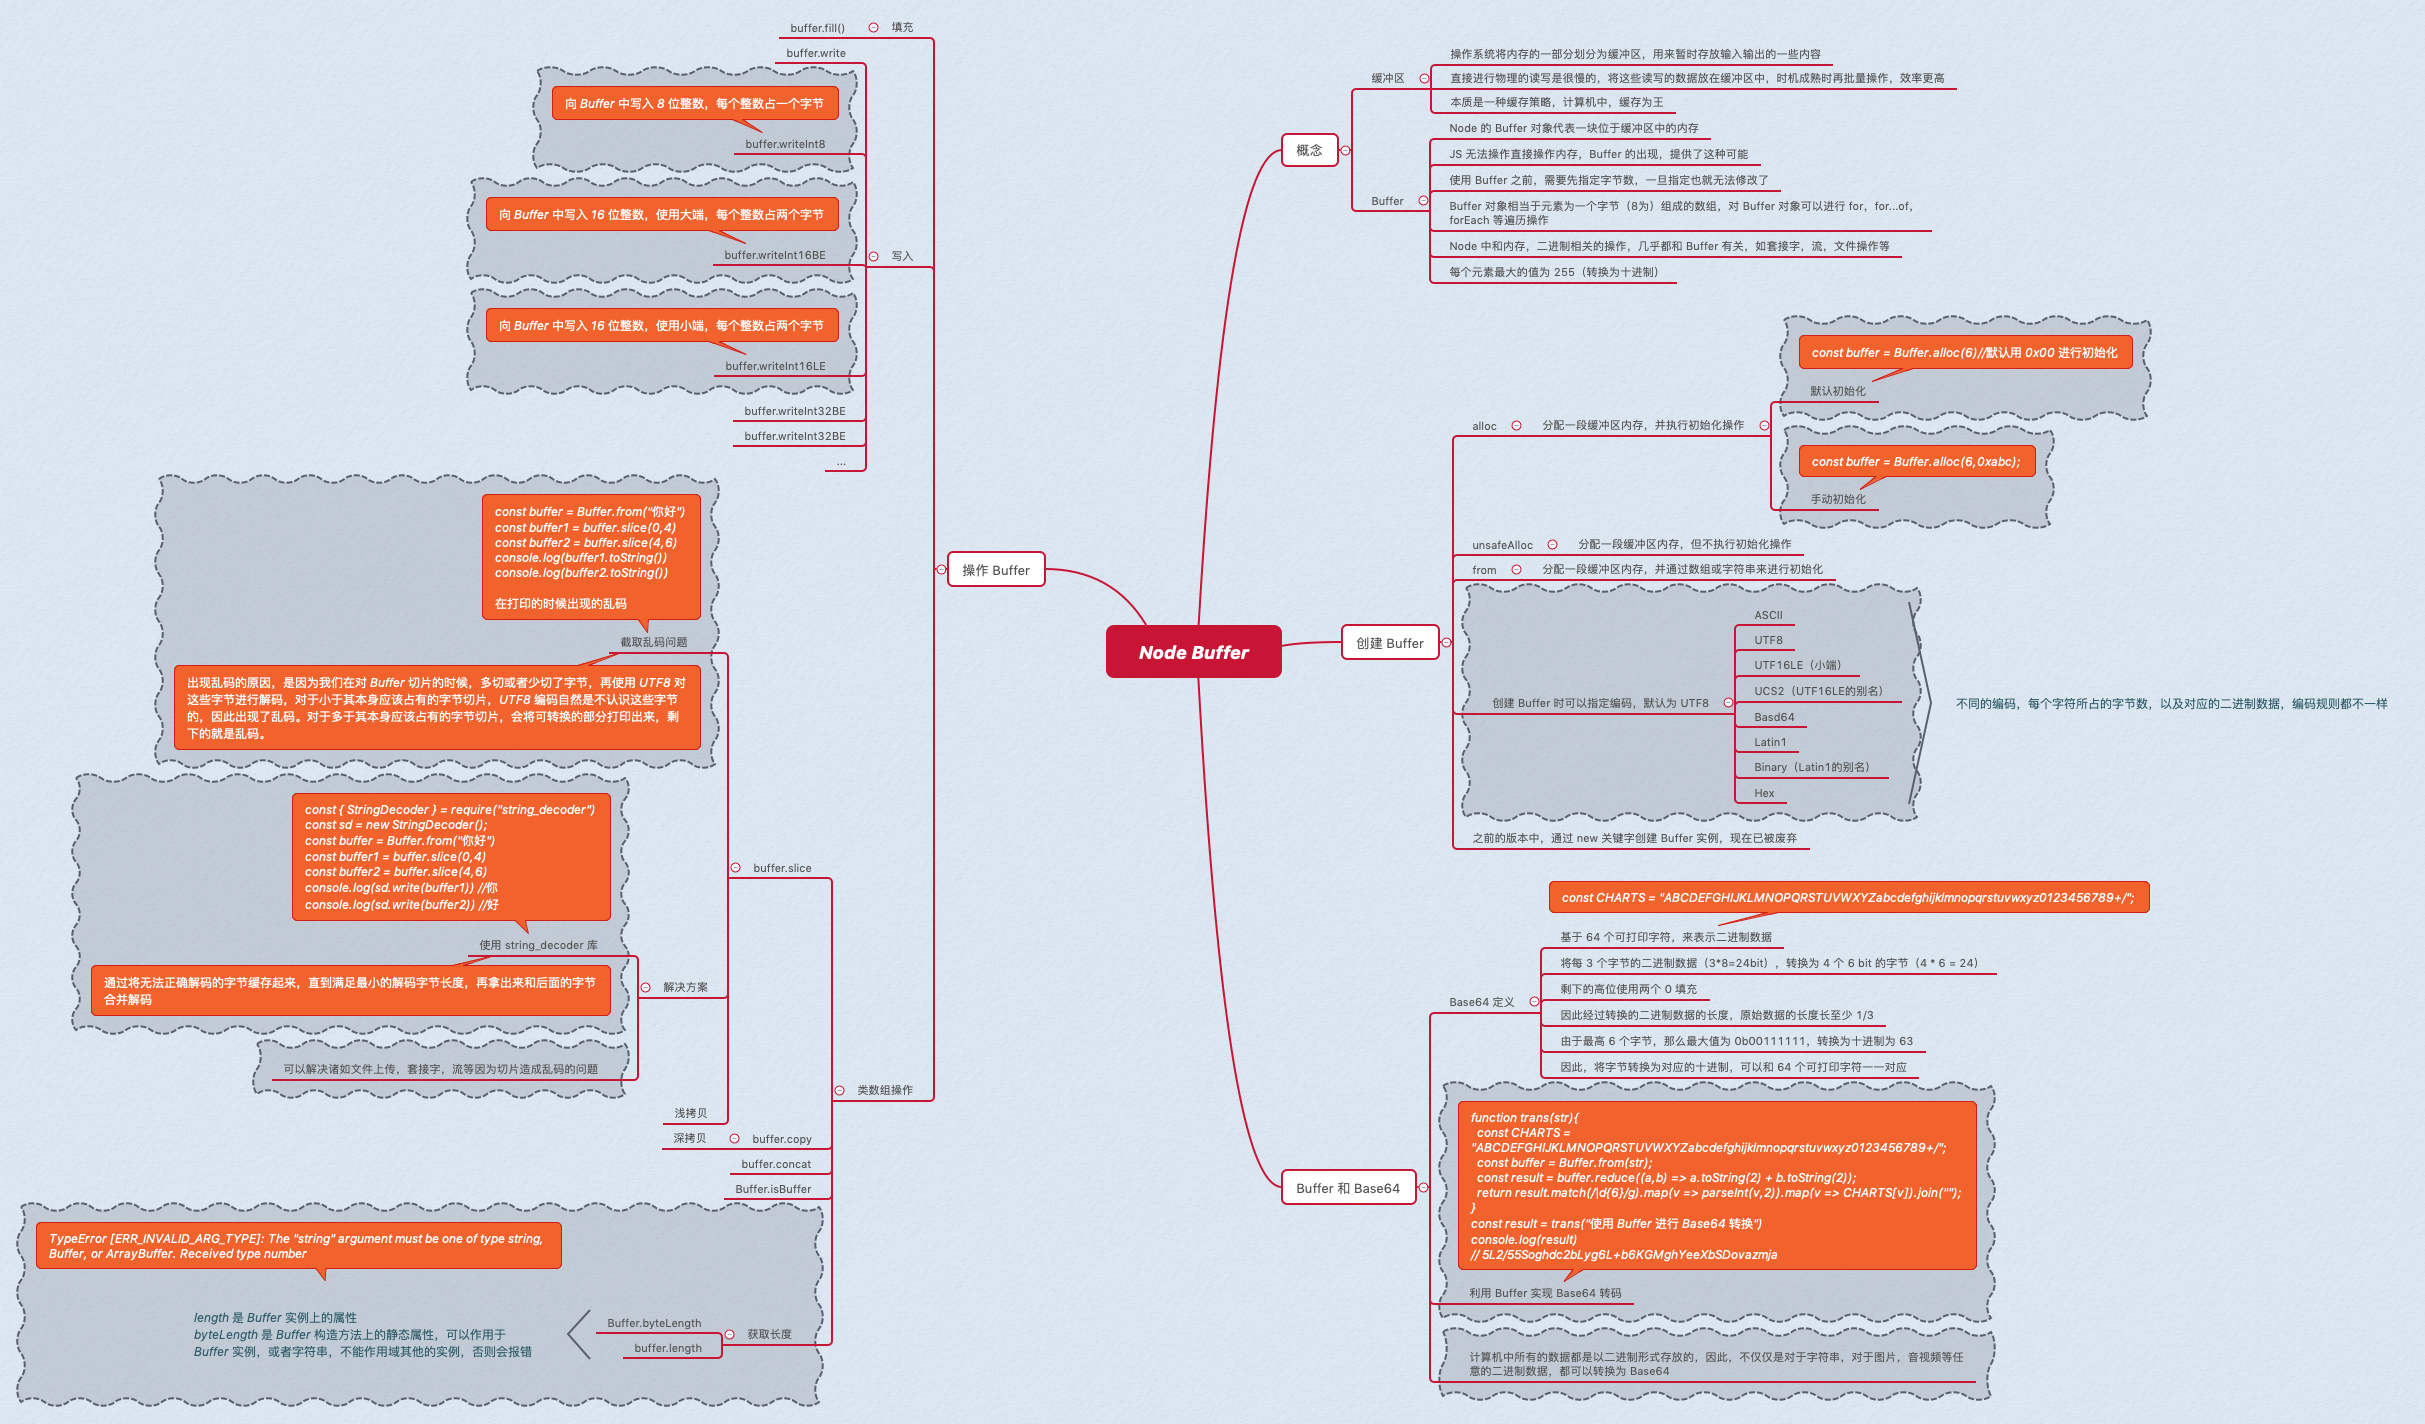 Node Buffer
概念
缓冲区
操作系统将内存的一部分划分为缓冲区，用来暂时存放输入输出的一些内容
直接进行物理的读写是很慢的，将这些读写的数据放在缓冲区中，时机成熟时再批量操作，效率更高
本质是一种缓存策略，计算机中，缓存为王
Buffer
Node 的 Buffer 对象代表一块位于缓冲区中的内存
JS 无法操作直接操作内存，Buffer 的出现，提供了这种可能
使用 Buffer 之前，需要先指定字节数，一旦指定也就无法修改了
Buffer 对象相当于元素为一个字节（8为）组成的数组，对 Buffer 对象可以进行 for，for...of，
forEach 等遍历操作
Node 中和内存，二进制相关的操作，几乎都和 Buffer 有关，如套接字，流，文件操作等
每个元素最大的值为 255（转换为十进制）
创建 Buffer
alloc
分配一段缓冲区内存，并执行初始化操作
const buffer = Buffer.alloc(6)//默认用 0x00 进行初始化
默认初始化
const buffer = Buffer.alloc(6,0xabc);
手动初始化
unsafeAlloc
分配一段缓冲区内存，但不执行初始化操作
from
分配一段缓冲区内存，并通过数组或字符串来进行初始化
创建 Buffer 时可以指定编码，默认为 UTF8
ASCII
UTF8
UTF16LE（小端）
UCS2（UTF16LE的别名）
Basd64
Latin1
Binary（Latin1的别名）
Hex
不同的编码，每个字符所占的字节数，以及对应的二进制数据，编码规则都不一样
之前的版本中，通过 new 关键字创建 Buffer 实例，现在已被废弃
Buffer 和 Base64
Base64 定义
const CHARTS = "ABCDEFGHIJKLMNOPQRSTUVWXYZabcdefghijklmnopqrstuvwxyz0123456789+/";
基于 64 个可打印字符，来表示二进制数据
将每 3 个字节的二进制数据（3*8=24bit），转换为 4 个 6 bit 的字节（4 * 6 = 24）
剩下的高位使用两个 0 填充
因此经过转换的二进制数据的长度，原始数据的长度长至少 1/3
由于最高 6 个字节，那么最大值为 0b00111111，转换为十进制为 63
因此，将字节转换为对应的十进制，可以和 64 个可打印字符一一对应
function trans(str){
const CHARTS =
"ABCDEFGHIJKLMNOPQRSTUVWXYZabcdefghijklmnopqrstuvwxyz0123456789+/";
const buffer = Buffer.from(str);
const result = buffer.reduce((a,b) => a.toString(2) + b.toString(2));
return result.match(/\d{6}/g).map(v => parseInt(v,2)).map(v => CHARTS[v]).join("");
}
const result = trans("使用 Buffer 进行 Base64 转换")
console.log(result)
// 5L2/55Soghdc2bLyg6L+b6KGMghYeeXbSDovazmja
利用 Buffer 实现 Base64 转码
计算机中所有的数据都是以二进制形式存放的，因此，不仅仅是对于字符串，对于图片，音视频等任
意的二进制数据，都可以转换为 Base64
操作 Buffer
填充
buffer.fill()
写入
buffer.write
向 Buffer 中写入 8 位整数，每个整数占一个字节
buffer.writeInt8
向 Buffer 中写入 16 位整数，使用大端，每个整数占两个字节
buffer.writeInt16BE
向 Buffer 中写入 16 位整数，使用小端，每个整数占两个字节
buffer.writeInt16LE
buffer.writeInt32BE
buffer.writeInt32BE
...
类数组操作
buffer.slice
const buffer = Buffer.from("你好")
const buffer1 = buffer.slice(0,4)
const buffer2 = buffer.slice(4,6)
console.log(buffer1.toString())
console.log(buffer2.toString())
在打印的时候出现的乱码
截取乱码问题
出现乱码的原因，是因为我们在对 Buffer 切片的时候，多切或者少切了字节，再使用 UTF8 对
这些字节进行解码，对于小于其本身应该占有的字节切片，UTF8 编码自然是不认识这些字节
的，因此出现了乱码。对于多于其本身应该占有的字节切片，会将可转换的部分打印出来，剩
下的就是乱码。
解决方案
const { StringDecoder } = require("string_decoder")
const sd = new StringDecoder();
const buffer = Buffer.from("你好")
const buffer1 = buffer.slice(0,4)
const buffer2 = buffer.slice(4,6)
console.log(sd.write(buffer1)) //你
console.log(sd.write(buffer2)) //好
使用 string_decoder 库
通过将无法正确解码的字节缓存起来，直到满足最小的解码字节长度，再拿出来和后面的字节
合并解码
可以解决诸如文件上传，套接字，流等因为切片造成乱码的问题
浅拷贝
buffer.copy
深拷贝
buffer.concat
Buffer.isBuffer
获取长度
TypeError [ERR_INVALID_ARG_TYPE]: The "string" argument must be one of type string,
Buffer, or ArrayBuffer. Received type number
Buffer.byteLength
buffer.length
length 是 Buffer 实例上的属性
byteLength 是 Buffer 构造方法上的静态属性，可以作用于
Buffer 实例，或者字符串，不能作用域其他的实例，否则会报错